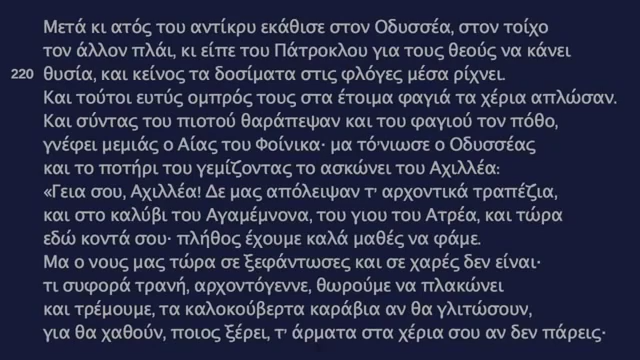 Μετά κι ατός του αντίκρυ εκάθισε στον Οδυσσέα, στον τοίχο
τον άλλον πλάι, κι είπε του Πάτροκλου για τους θεούς να κάνει
220 θυσία, και κείνος τα δοσίματα στις φλόγες μέσα ρίχνει.
Και τούτοι ευτύς ομπρός τους στα έτοιμα φαγιά τα χέρια απλώσαν.
Και σύντας του πιοτού θαράπεψαν και του φαγιού τον πόθο,
γνέφει μεμιάς ο Αίας του Φοίνικα· μα τό'νιωσε ο Οδυσσέας
και το ποτήρι του γεμίζοντας το ασκώνει του Αχιλλέα:
«Γεια σου, Αχιλλέα! Δε μας απόλειψαν τ' αρχοντικά τραπέζια,
και στο καλύβι του Αγαμέμνονα, του γιου του Ατρέα, και τώρα
εδώ κοντά σου· πλήθος έχουμε καλά μαθές να φάμε.
Μα ο νους μας τώρα σε ξεφάντωσες και σε χαρές δεν είναι·
τι συφορά τρανή, αρχοντόγεννε, θωρούμε να πλακώνει
και τρέμουμε, τα καλοκούβερτα καράβια αν θα γλιτώσουν,
για θα χαθούν, ποιος ξέρει, τ' άρματα στα χέρια σου αν δεν πάρεις·